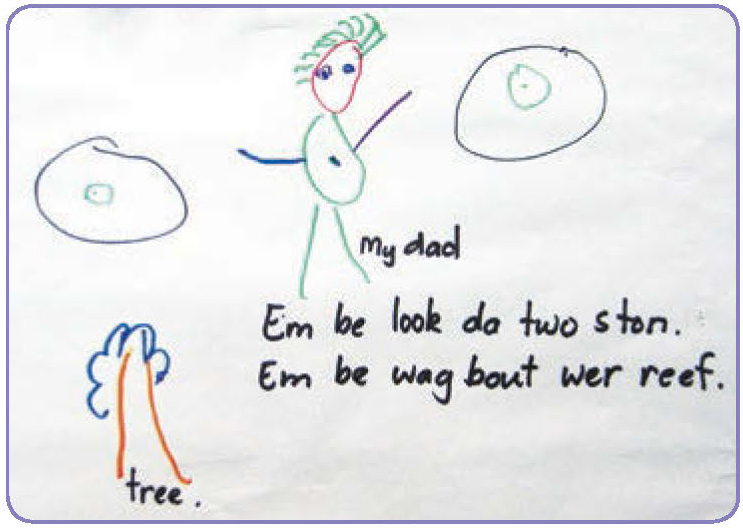 My dad
Em be look da two ston.
Em be wag bout wer reef.
tree.